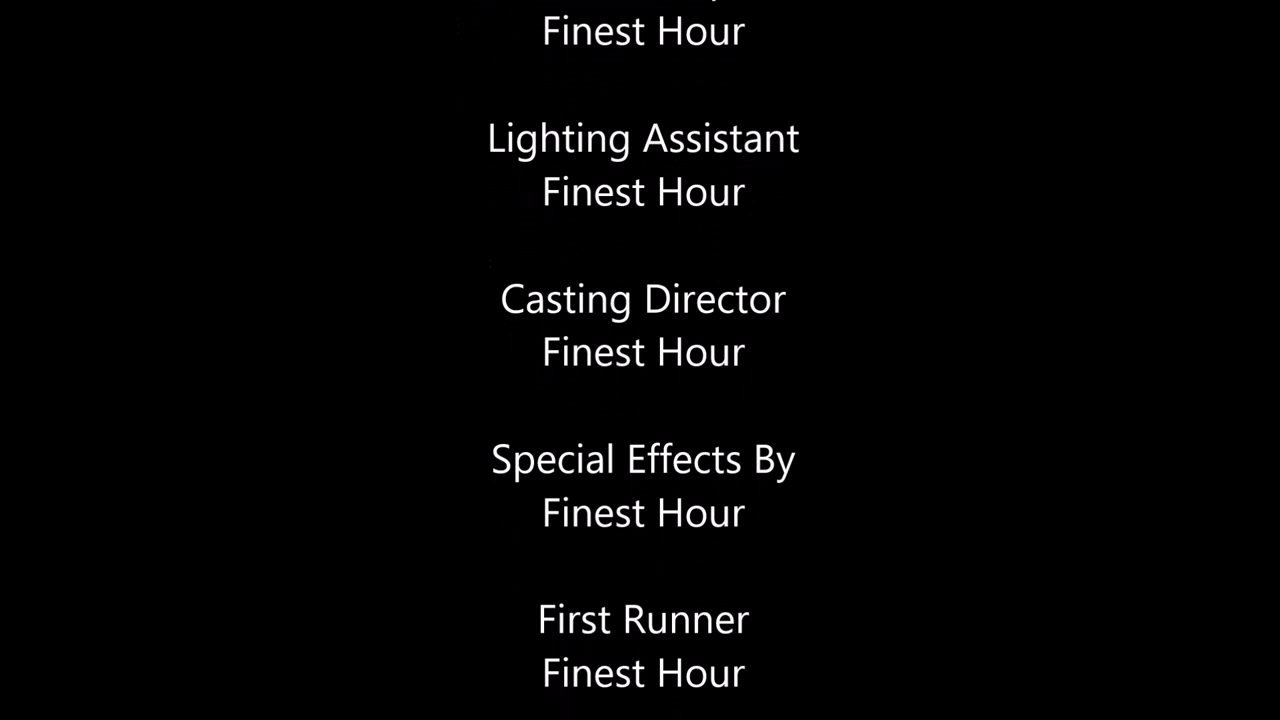 Finest Hour
Lighting Assistant
Finest Hour
Casting Director
Finest Hour
Special Effects By
Finest Hour
First Runner
Finest Hour